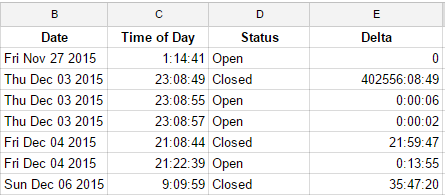 B C D E
Date Time of Day Status Delta
Fri Nov 27 2015 1:14:41 Open 0
Thu Dec 03 2015 23:08:49 Closed 402556:08:49
Thu Dec 03 2015 23:08:55 Open 0:00:06
Thu Dec 03 2015 23:08:57 Open 0:00:02
Fri Dec 04 2015 21:08:44 Closed 21:59:47
Fri Dec 04 2015 21:22:39 Open 0:13:55
Sun Dec 06 2015 9:09:59 Closed 35:47:20